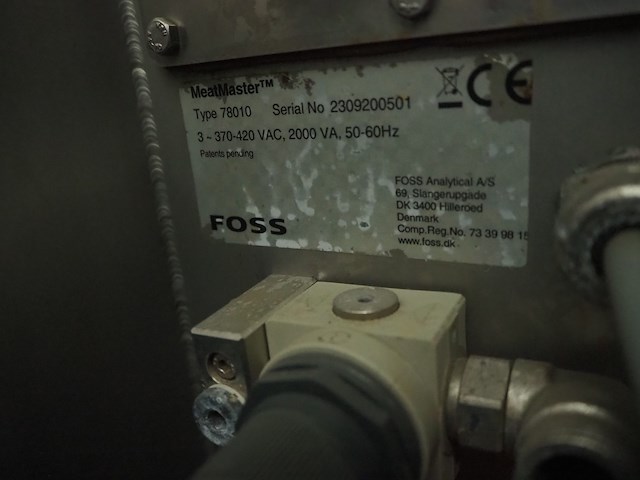 MeatMaster™
Type 78010 Serial No 2309200501
3 ~ 370-420 VAC, 2000 VA, 50-60Hz
Patents pending
CE
FOSS Analytical A/S
69, Slangerupgade
DK 3400 Hilleroed
Denmark
Comp.Reg.No. 73 39 98 15
www.foss.dk
FOSS